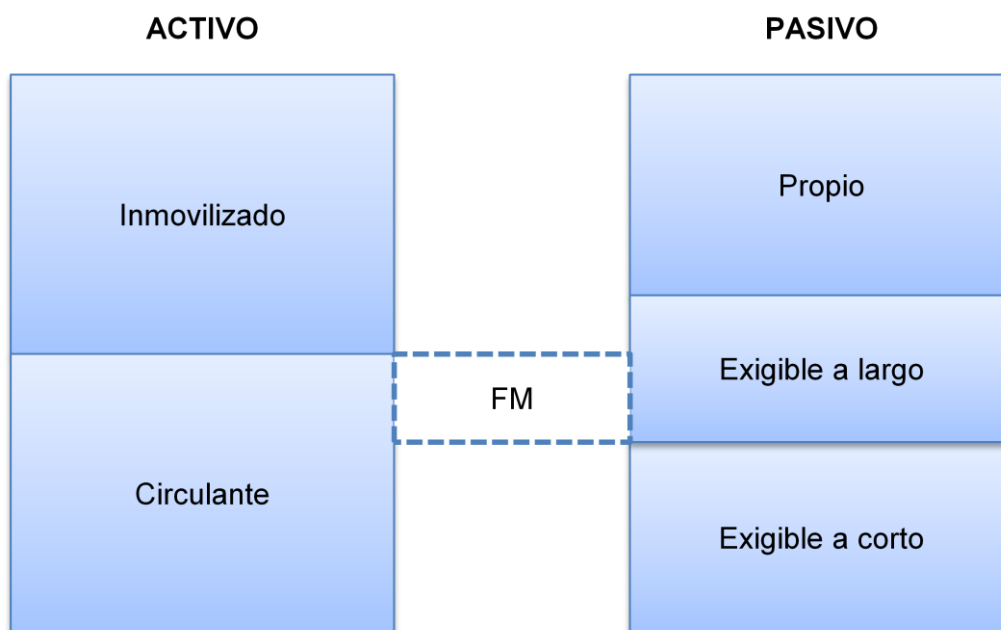 ACTIVO
PASIVO
Inmovilizado
Propio
FM
Exigible a largo
Circulante
Exigible a corto